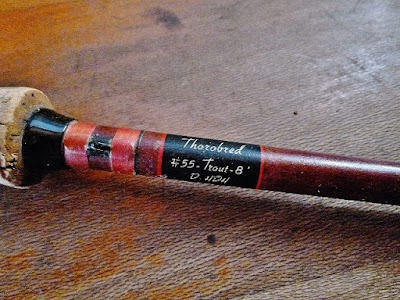 Thorobred
#55-Trout-8'
D. HDH